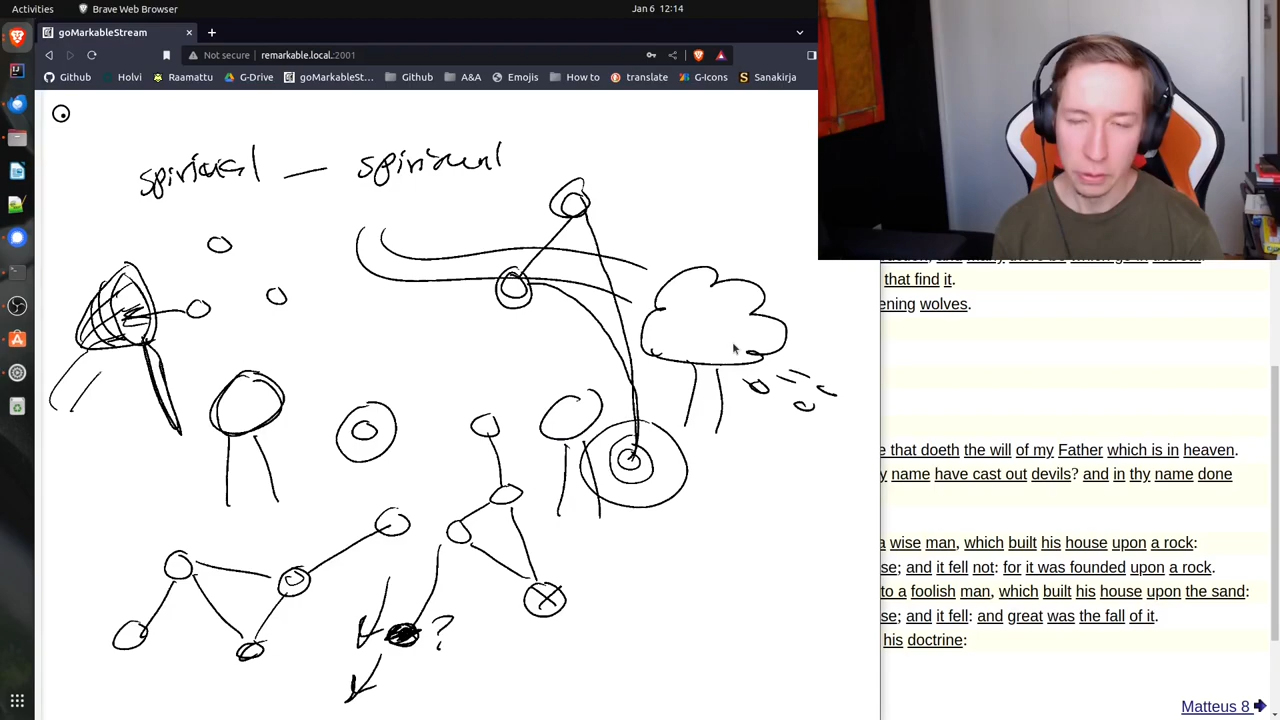 Activities
Brave Web Browser
Jan 6 12:14
goMarkableStream
Not secure | remarkable.local:2001
Github
Holvi
Raamattu
G-Drive
goMarkableSt...
Github
A&A
Emojis
How to
translate
G-Icons
Sanakirja
— spiritual
?
that find it.
ening wolves.
e that doeth the will of my Father which is in heaven.
y name have cast out devils? and in thy name done
a wise man, which built his house upon a rock:
se; and it fell not: for it was founded upon a rock.
to a foolish man, which built his house upon the sand:
se; and it fell: and great was the fall of it.
his doctrine:
Matteus 8